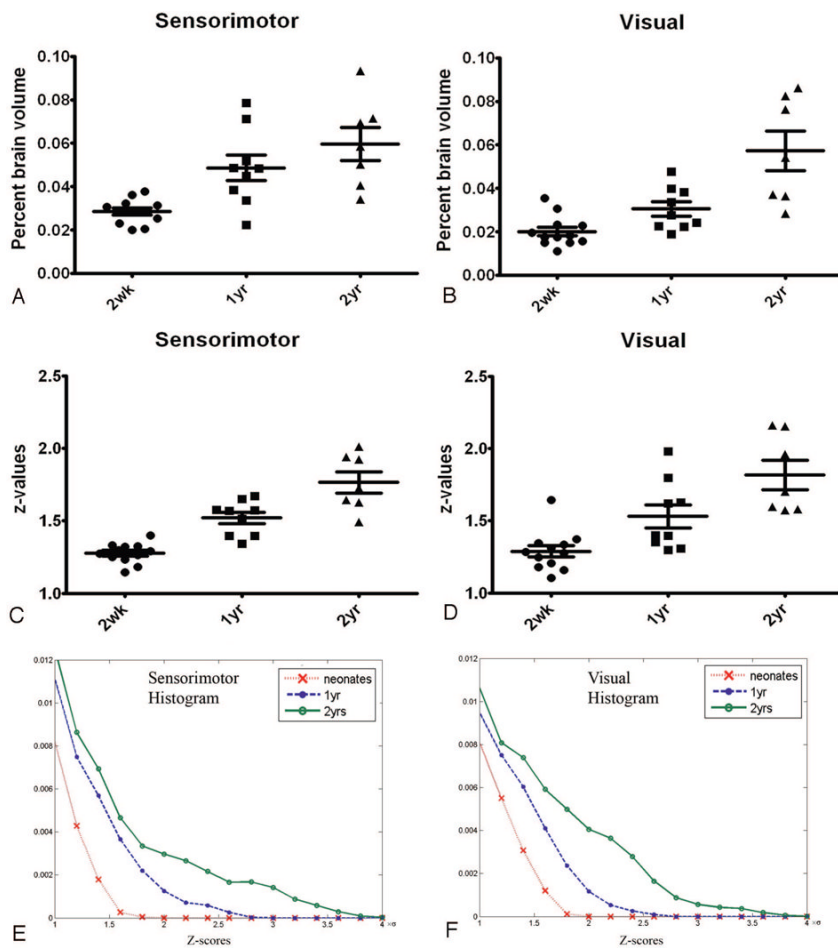 Sensorimotor
Percent brain volume
0.10
0.08
0.06
0.04
0.02
0.00
2wk
1yr
2yr
A
Visual
Percent brain volume
0.10
0.08
0.06
0.04
0.02
0.00
2wk
1yr
2yr
B
Sensorimotor
z-values
2.5
2.0
1.5
1.0
2wk
1yr
2yr
C
Visual
z-values
2.5
2.0
1.5
1.0
2wk
1yr
2yr
D
Sensorimotor
Histogram
neonates
1yr
2yrs
0.012
0.01
0.008
0.006
0.004
0.002
0
1 1.5 2 2.5 3 3.5 4
Z-scores
E
Visual
Histogram
neonates
1yr
2yrs
0.012
0.01
0.008
0.006
0.004
0.002
0
1 1.5 2 2.5 3 3.5 4
Z-scores
F